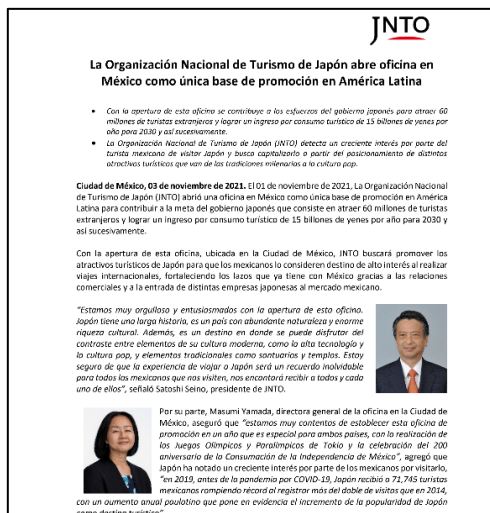 JNTO
La Organización Nacional de Turismo de Japón abre oficina en
México como única base de promoción en América Latina
• Con la apertura de esta oficina se contribuye a los esfuerzos del gobierno japonés para atraer 60
millones de turistas extranjeros y lograr un ingreso por consumo turístico de 15 billones de yenes por
año para 2030 y así sucesivamente.
• La Organización Nacional de Turismo de Japón (JNTO) detecta un creciente interés por parte del
turista mexicano de visitar Japón y busca capitalizarlo a partir del posicionamiento de distintos
atractivos turísticos que van de las tradiciones milenarias a la cultura pop.
Ciudad de México, 03 de noviembre de 2021. El 01 de noviembre de 2021, La Organización Nacional
de Turismo de Japón (JNTO) abrió una oficina en México como única base de promoción en América
Latina para contribuir a la meta del gobierno japonés que consiste en atraer 60 millones de turistas
extranjeros y lograr un ingreso por consumo turístico de 15 billones de yenes por año para 2030 y
así sucesivamente.
Con la apertura de esta oficina, ubicada en la Ciudad de México, JNTO buscará promover los
atractivos turísticos de Japón para que los mexicanos lo consideren destino de alto interés al realizar
viajes internacionales, fortaleciendo los lazos que ya tiene con México gracias a las relaciones
comerciales y a la entrada de distintas empresas japonesas al mercado mexicano.
"Estamos muy orgullosos y entusiasmados con la apertura de esta oficina.
Japón tiene una larga historia, es un país con abundante naturaleza y enorme
riqueza cultural. Además, es un destino en donde se puede disfrutar del
contraste entre elementos de su cultura moderna, como la alta tecnología y
la cultura pop, y elementos tradicionales como santuarios y templos. Estoy
seguro de que la experiencia de viajar a Japón será un recuerdo inolvidable
para todos los mexicanos que nos visiten, nos encantará recibir a todos y cada
uno de ellos", señaló Satoshi Seino, presidente de JNTO.
Por su parte, Masumi Yamada, directora general de la oficina en la Ciudad de
México, aseguró que "estamos muy contentos de establecer esta oficina de
promoción en un año que es especial para ambos países, con la realización de
los Juegos Olímpicos y Paralímpicos de Tokio y la celebración del 200
aniversario de la Consumación de la Independencia de México", agregó que
Japón ha notado un creciente interés por parte de los mexicanos por visitarlo,
"en 2019, antes de la pandemia por COVID-19, Japón recibió a 71,745 turistas
mexicanos rompiendo récord al registrar más del doble de visitas que en 2014,
con un aumento anual paulatino que pone en evidencia el incremento de la popularidad de Japón
como destino turístico"